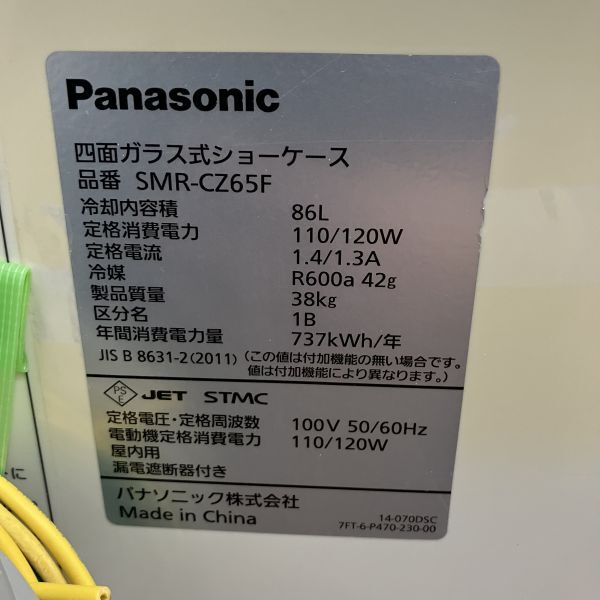 Panasonic
四面ガラス式ショーケース
品番 SMR-CZ65F
冷却内容積 86L
定格消費電力 110/120W
定格電流 1.4/1.3A
冷媒 R600a 42g
製品質量 38kg
区分名 1B
年間消費電力量 737kWh/年
JIS B 8631-2(2011) (この値は付加機能の無い場合です。
値は付加機能により異なります。)
PS E JET STMC
定格電圧・定格周波数 100V 50/60Hz
電動機定格消費電力 110/120W
屋内用
漏電遮断器付き
パナソニック株式会社
Made in China
14-070DSC
7FT-6-P470-230-00
に